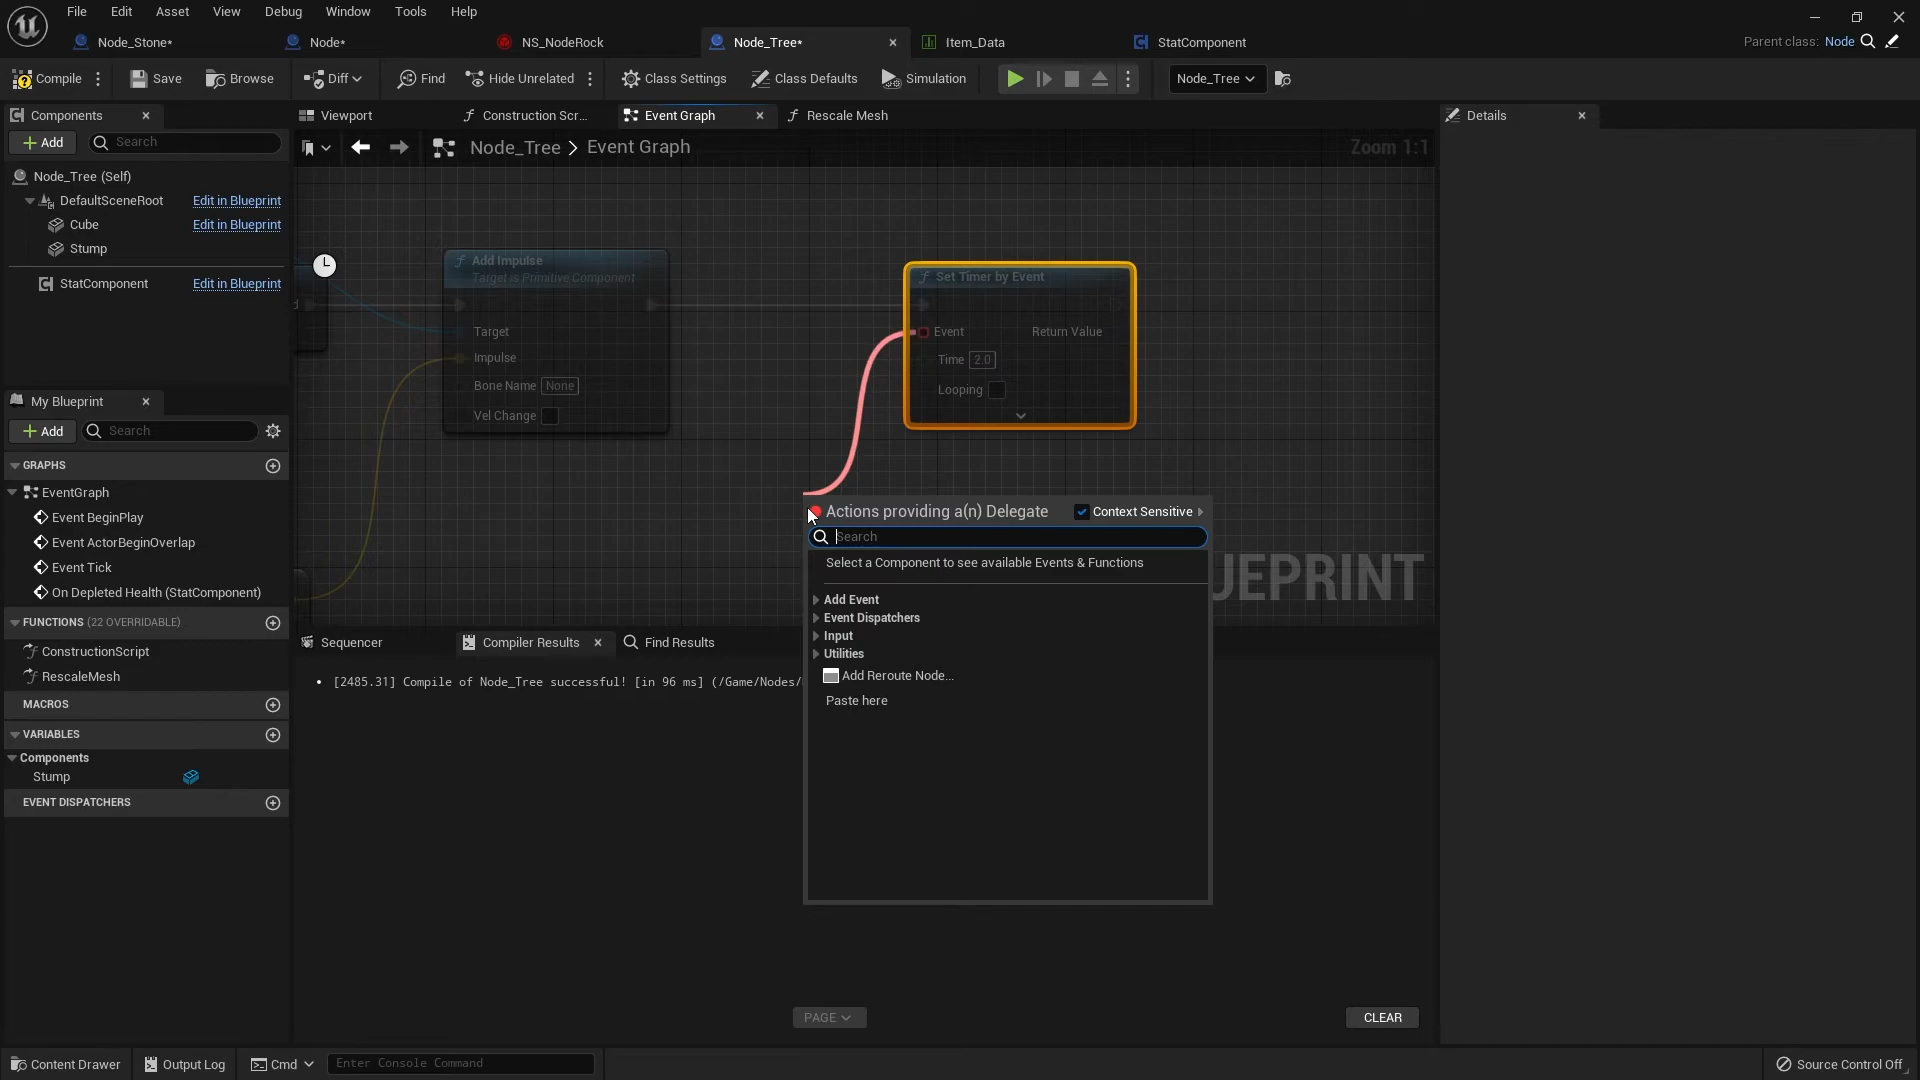 File Edit Asset View Debug Window Tools Help
Node_Stone* Node* NS_NodeRock Node_Tree* Item_Data StatComponent Parent class: Node
Compile Save Browse Diff Find Hide Unrelated Class Settings Class Defaults Simulation Node_Tree
Components Viewport Construction Scr... Event Graph Rescale Mesh Details
Add Search Node_Tree Event Graph Zoom 1:1
Node_Tree (Self)
DefaultSceneRoot Edit in Blueprint
Cube Edit in Blueprint
Stump
StatComponent Edit in Blueprint
Add Impulse
Target is Primitive Component
Target
Impulse
Bone Name None
Vel Change
Set Timer by Event
Event Return Value
Time 2.0
Looping
My Blueprint
Add Search
GRAPHS
EventGraph
Event BeginPlay
Event ActorBeginOverlap
Event Tick
On Depleted Health (StatComponent)
FUNCTIONS (22 OVERRIDABLE)
ConstructionScript
RescaleMesh
MACROS
VARIABLES
Components
Stump
EVENT DISPATCHERS
Actions providing a(n) Delegate Context Sensitive
Search
Select a Component to see available Events & Functions
Add Event
Event Dispatchers
Input
Utilities
Add Reroute Node...
Paste here
UEPRINT
Sequencer Compiler Results Find Results
[2485.31] Compile of Node_Tree successful! [in 96 ms] (/Game/Nodes/
PAGE CLEAR
Content Drawer Output Log Cmd Enter Console Command Source Control Off